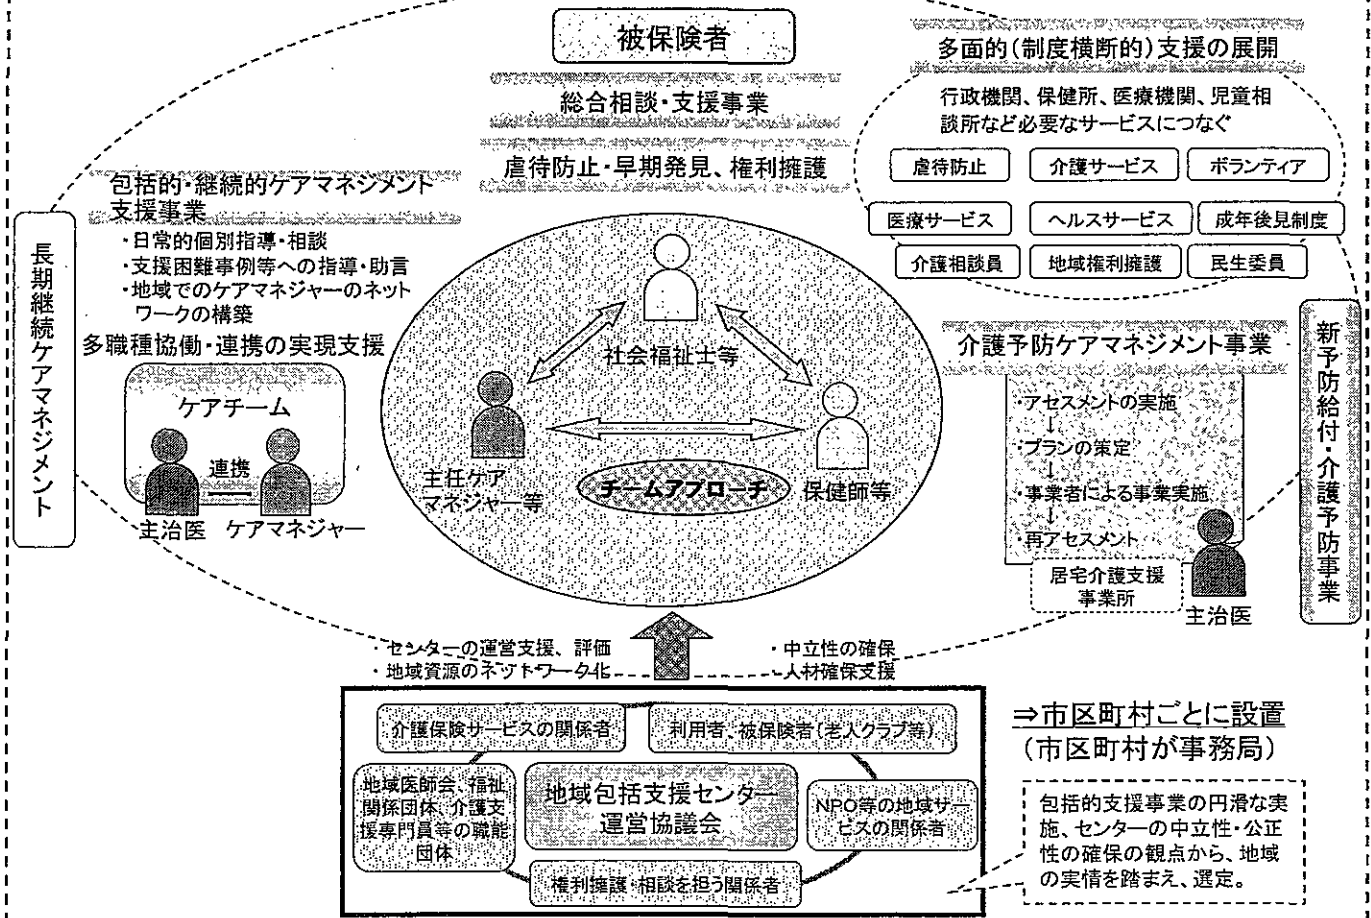 被保険者
総合相談・支援事業
虐待防止・早期発見、権利擁護
多面的（制度横断的）支援の展開
行政機関、保健所、医療機関、児童相
談所など必要なサービスにつなぐ
虐待防止
介護サービス
ボランティア
医療サービス
ヘルスサービス
成年後見制度
介護相談員
地域権利擁護
民生委員
包括的・継続的ケアマネジメント
支援事業
・日常的個別指導・相談
・支援困難事例等への指導・助言
・地域でのケアマネジャーのネット
ワークの構築
多職種協働・連携の実現支援
ケアチーム
連携
主治医
ケアマネジャー
長期継続ケアマネジメント
社会福祉士等
主任ケア
マネジャー等
チームアプローチ
保健師等
介護予防ケアマネジメント事業
・アセスメントの実施
↓
・プランの策定
↓
・事業者による事業実施
↓
・再アセスメント
居宅介護支援
事業所
主治医
新予防給付・介護予防事業
・センターの運営支援、評価
・地域資源のネットワーク化
・中立性の確保
・人材確保支援
介護保険サービスの関係者
利用者、被保険者（老人クラブ等）
地域医師会、福祉
関係団体、介護支
援専門員等の職能
団体
地域包括支援センター
運営協議会
NPO等の地域サー
ビスの関係者
権利擁護・相談を担う関係者
⇒市区町村ごとに設置
（市区町村が事務局）
包括的支援事業の円滑な実
施、センターの中立性・公正
性の確保の観点から、地域
の実情を踏まえ、選定。